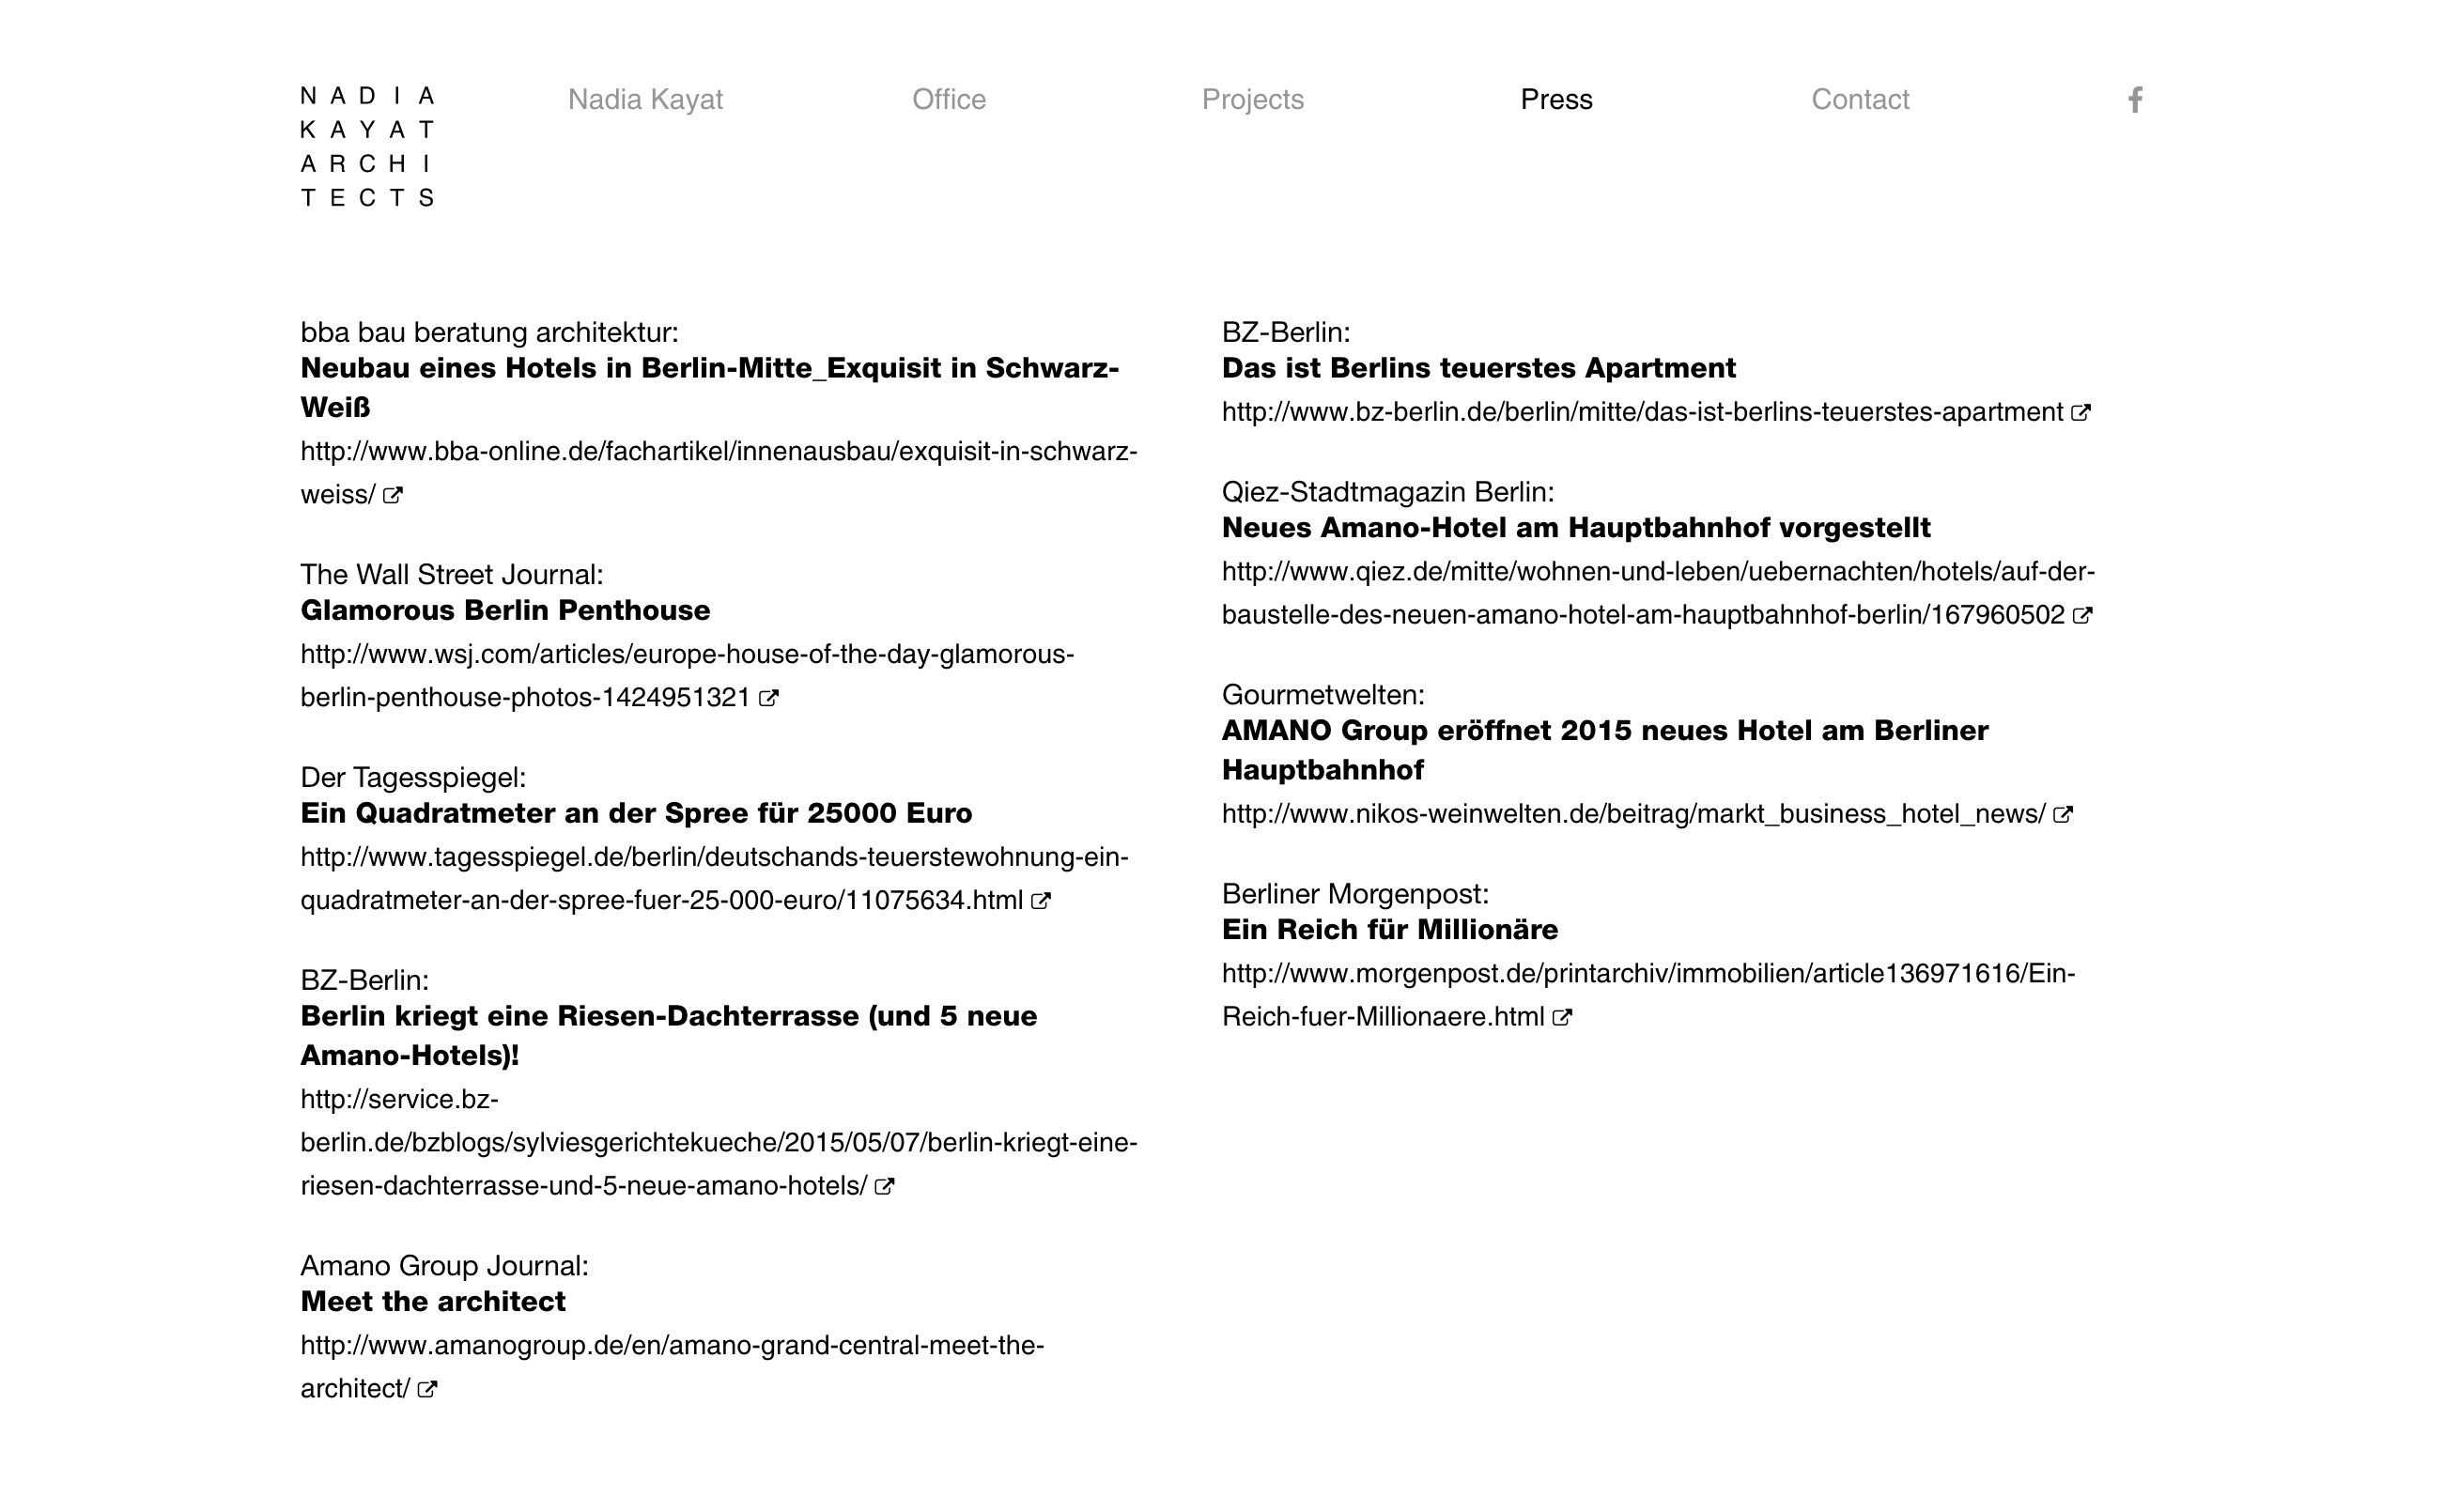 N A D I A
K A Y A T
A R C H I
T E C T S
Nadia Kayat
Office
Projects
Press
Contact
bba bau beratung architektur:
Neubau eines Hotels in Berlin-Mitte_Exquisit in Schwarz-
Weiß
http://www.bba-online.de/fachartikel/innenausbau/exquisit-in-schwarz-
weiss/
The Wall Street Journal:
Glamorous Berlin Penthouse
http://www.wsj.com/articles/europe-house-of-the-day-glamorous-
berlin-penthouse-photos-1424951321
Der Tagesspiegel:
Ein Quadratmeter an der Spree für 25000 Euro
http://www.tagesspiegel.de/berlin/deutschands-teuerstewohnung-ein-
quadratmeter-an-der-spree-fuer-25-000-euro/11075634.html
BZ-Berlin:
Berlin kriegt eine Riesen-Dachterrasse (und 5 neue
Amano-Hotels)!
http://service.bz-
berlin.de/bzblogs/sylviesgerichtekueche/2015/05/07/berlin-kriegt-eine-
riesen-dachterrasse-und-5-neue-amano-hotels/
Amano Group Journal:
Meet the architect
http://www.amanogroup.de/en/amano-grand-central-meet-the-
architect/
BZ-Berlin:
Das ist Berlins teuerstes Apartment
http://www.bz-berlin.de/berlin/mitte/das-ist-berlins-teuerstes-apartment
Qiez-Stadtmagazin Berlin:
Neues Amano-Hotel am Hauptbahnhof vorgestellt
http://www.qiez.de/mitte/wohnen-und-leben/uebernachten/hotels/auf-der-
baustelle-des-neuen-amano-hotel-am-hauptbahnhof-berlin/167960502
Gourmetwelten:
AMANO Group eröffnet 2015 neues Hotel am Berliner
Hauptbahnhof
http://www.nikos-weinwelten.de/beitrag/markt_business_hotel_news/
Berliner Morgenpost:
Ein Reich für Millionäre
http://www.morgenpost.de/printarchiv/immobilien/article136971616/Ein-
Reich-fuer-Millionaere.html